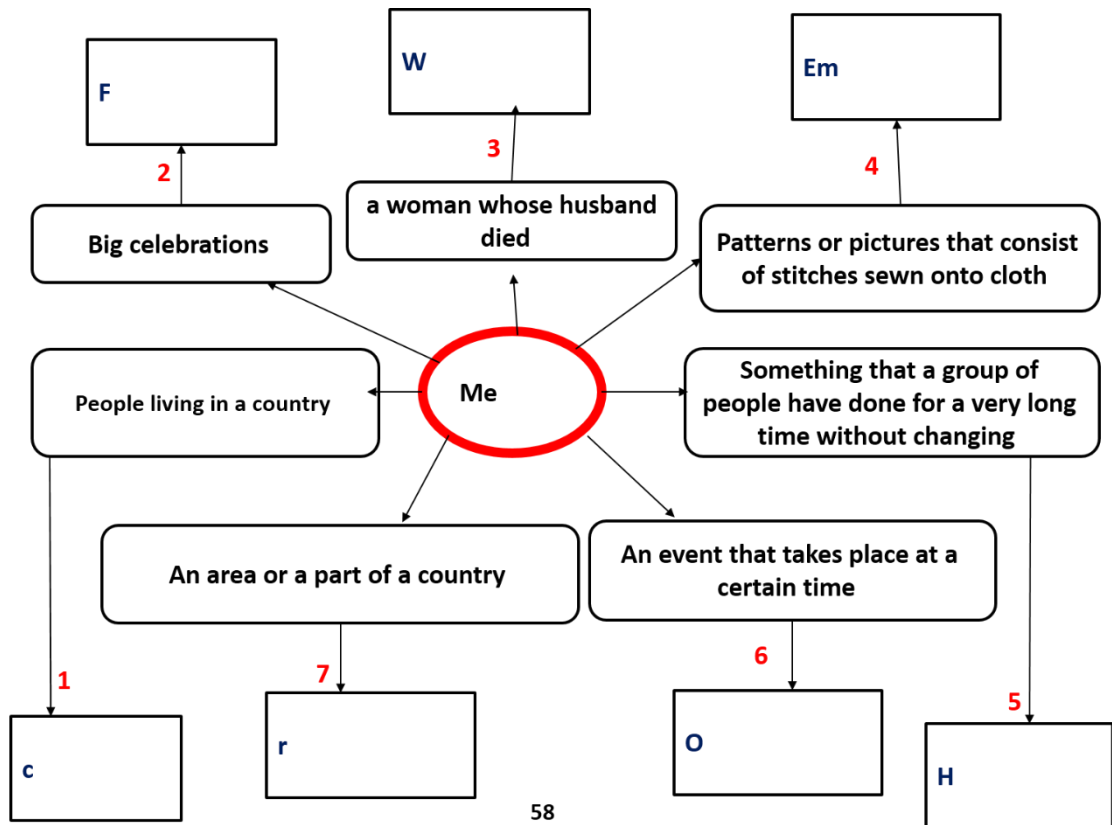 F
W
Em
2
3
4
Big celebrations
a woman whose husband
died
Patterns or pictures that consist
of stitches sewn onto cloth
People living in a country
Me
Something that a group of
people have done for a very long
time without changing
An area or a part of a country
An event that takes place at a
certain time
1
7
6
5
c
r
O
H
58